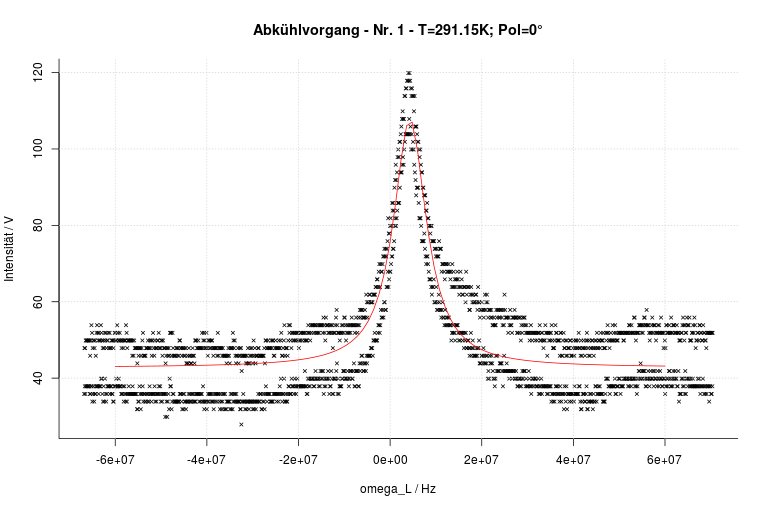 Abkühlvorgang - Nr. 1 - T=291.15K; Pol=0°
Intensität / V
120
100
80
60
40
-6e+07 -4e+07 -2e+07 0e+00 2e+07 4e+07 6e+07
omega_L / Hz